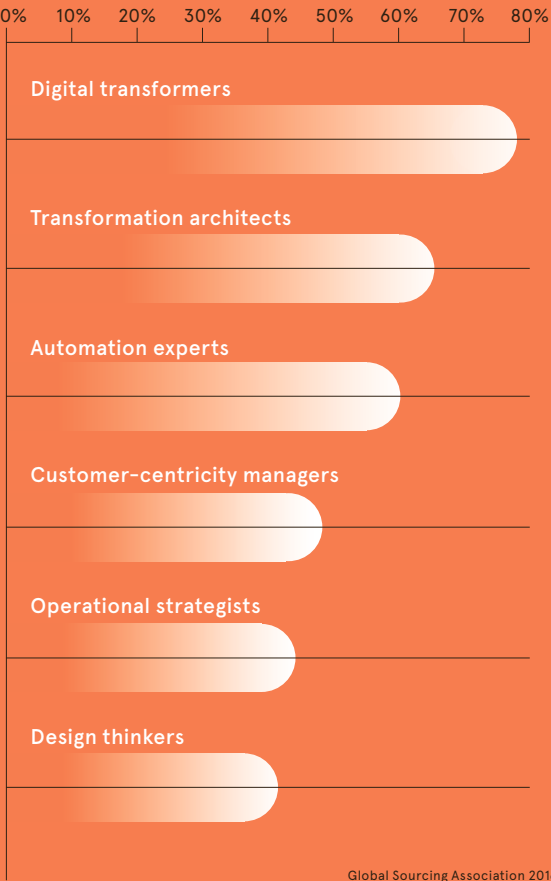 0% 10% 20% 30% 40% 50% 60% 70% 80%
Digital transformers
Transformation architects
Automation experts
Customer-centricity managers
Operational strategists
Design thinkers
Global Sourcing Association